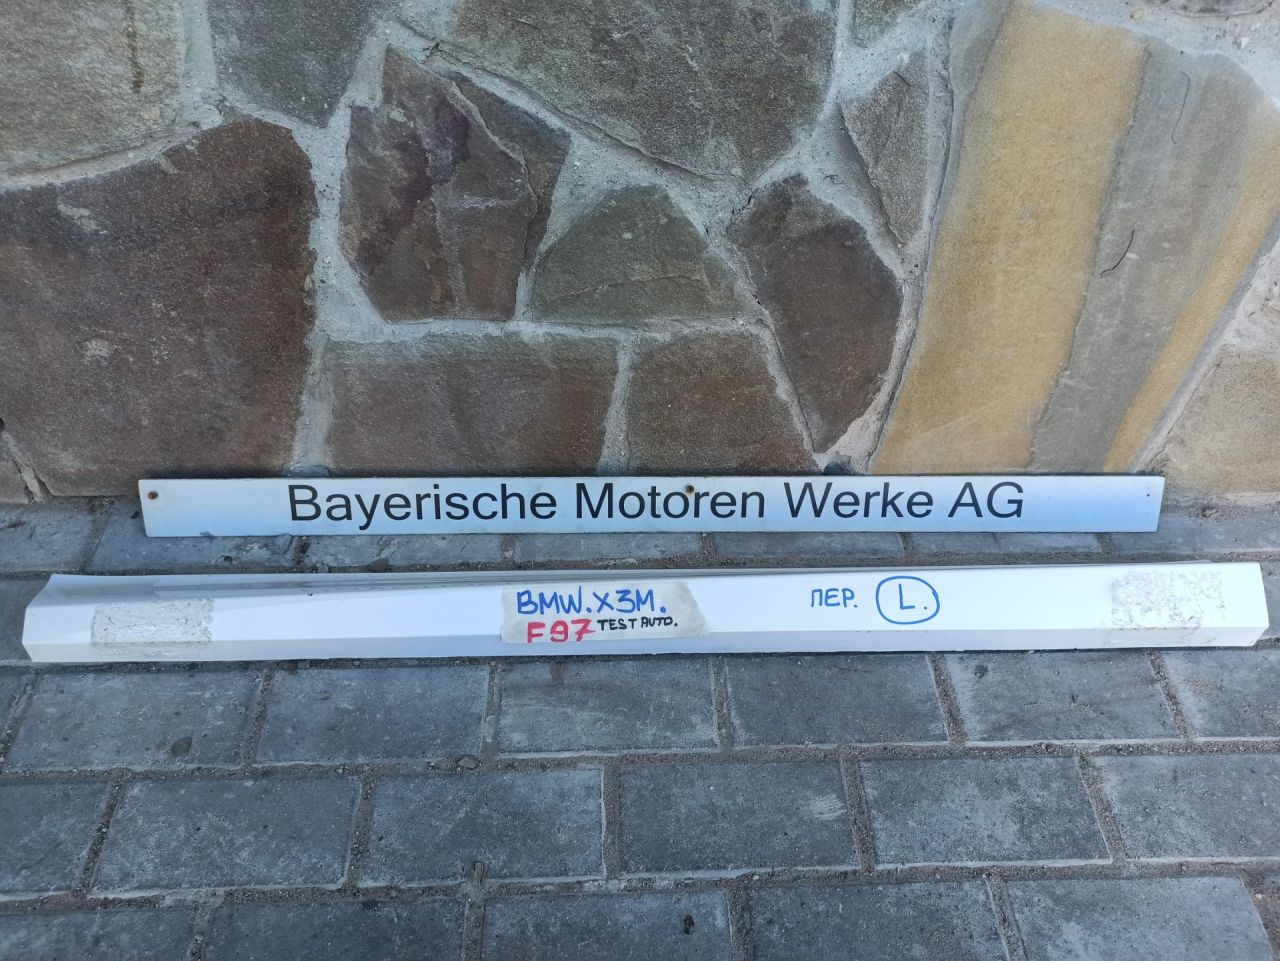 Bayerische Motoren Werke AG
BMW.X3M.
F97 TEST AUTO.
ПЕР. L.